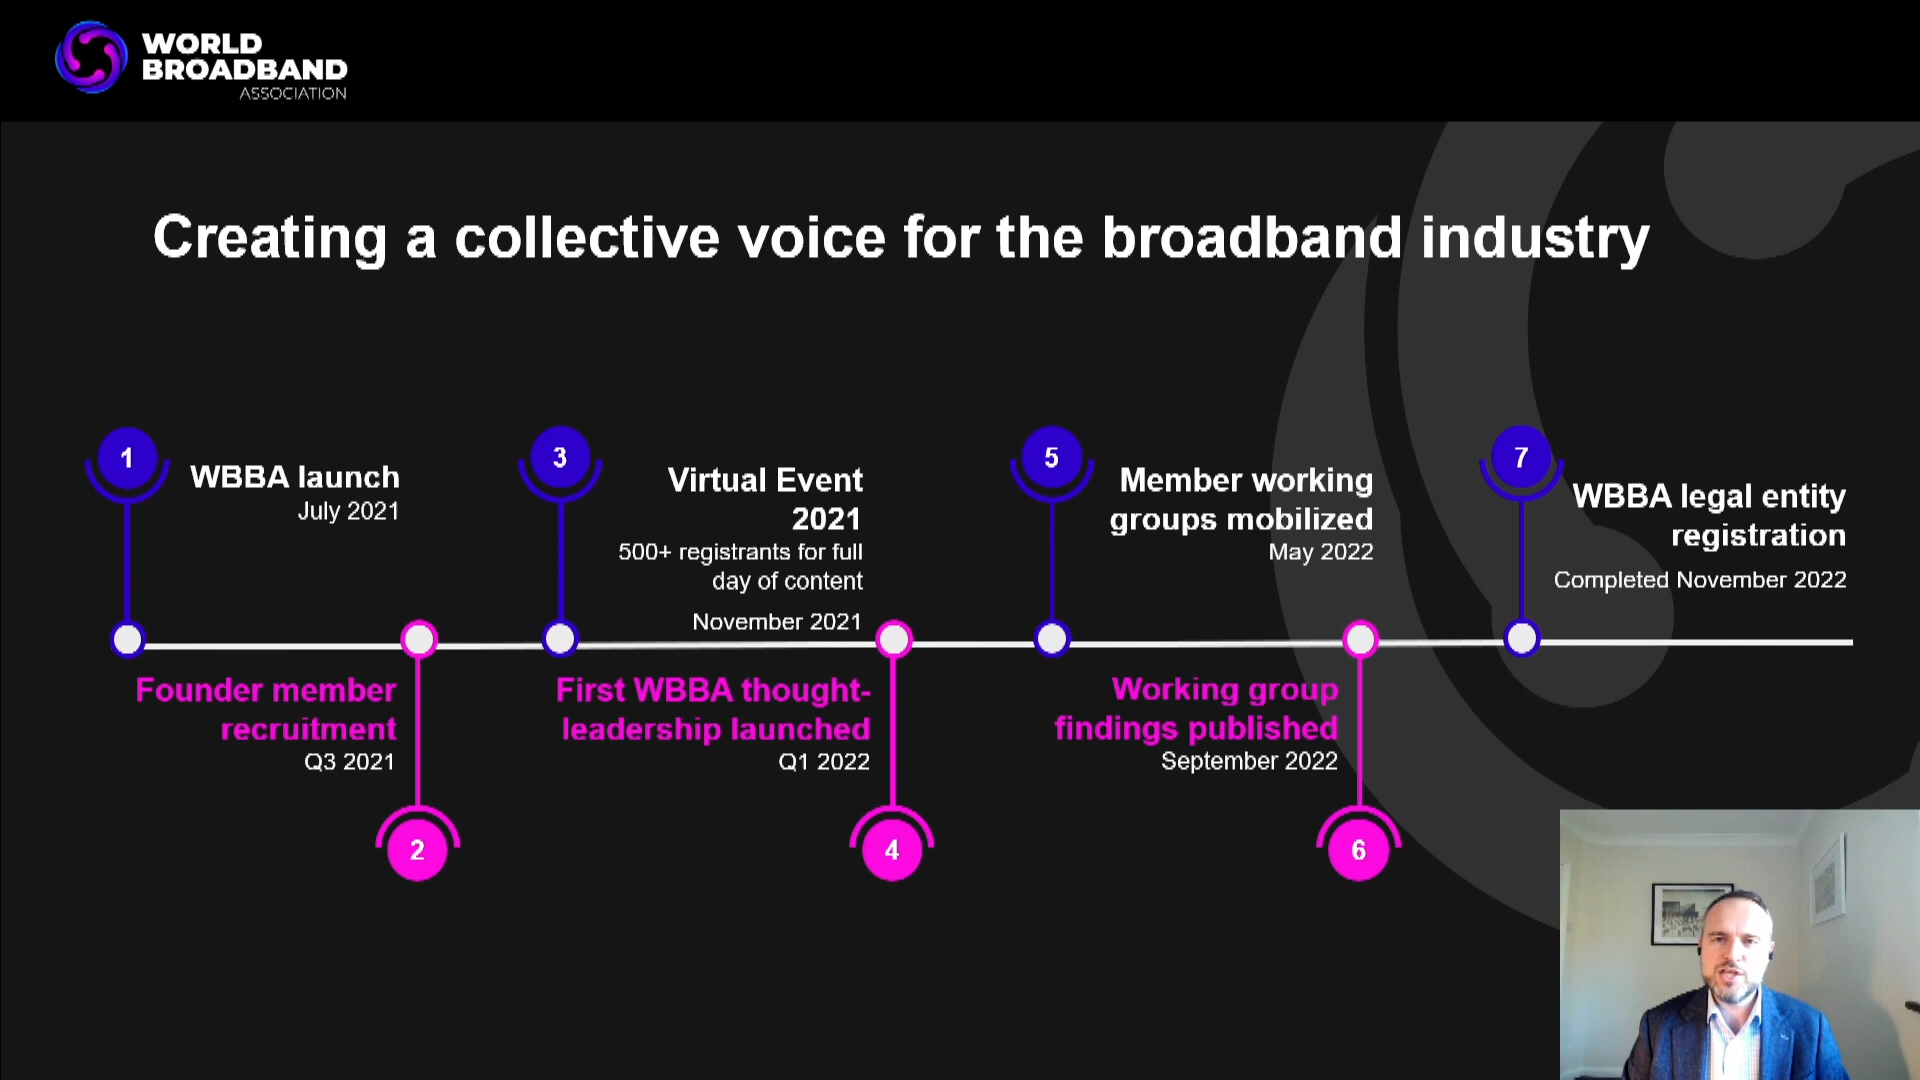 WORLD
BROADBAND
ASSOCIATION
Creating a collective voice for the broadband industry
1
WBBA launch
July 2021
3
Virtual Event
2021
500+ registrants for full
day of content
November 2021
5
Member working
groups mobilized
May 2022
7
WBBA legal entity
registration
Completed November 2022
Founder member
recruitment
Q3 2021
2
First WBBA thought-
leadership launched
Q1 2022
4
Working group
findings published
September 2022
6